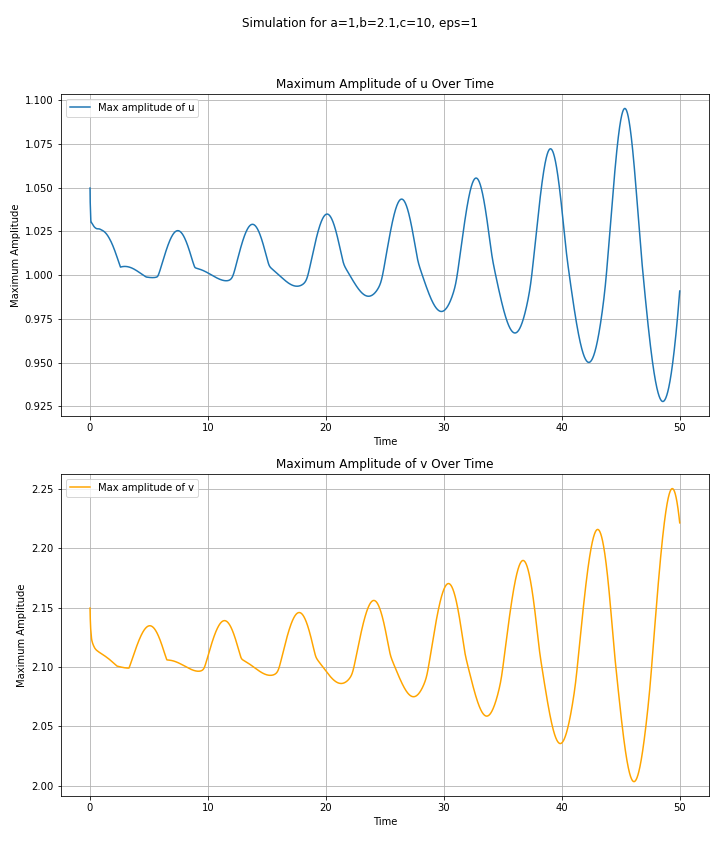 Simulation for a=1,b=2.1,c=10, eps=1
Maximum Amplitude of u Over Time
Max amplitude of u
Maximum Amplitude
1.100
1.075
1.050
1.025
1.000
0.975
0.950
0.925
0 10 20 30 40 50
Time
Maximum Amplitude of v Over Time
Max amplitude of v
Maximum Amplitude
2.25
2.20
2.15
2.10
2.05
2.00
0 10 20 30 40 50
Time